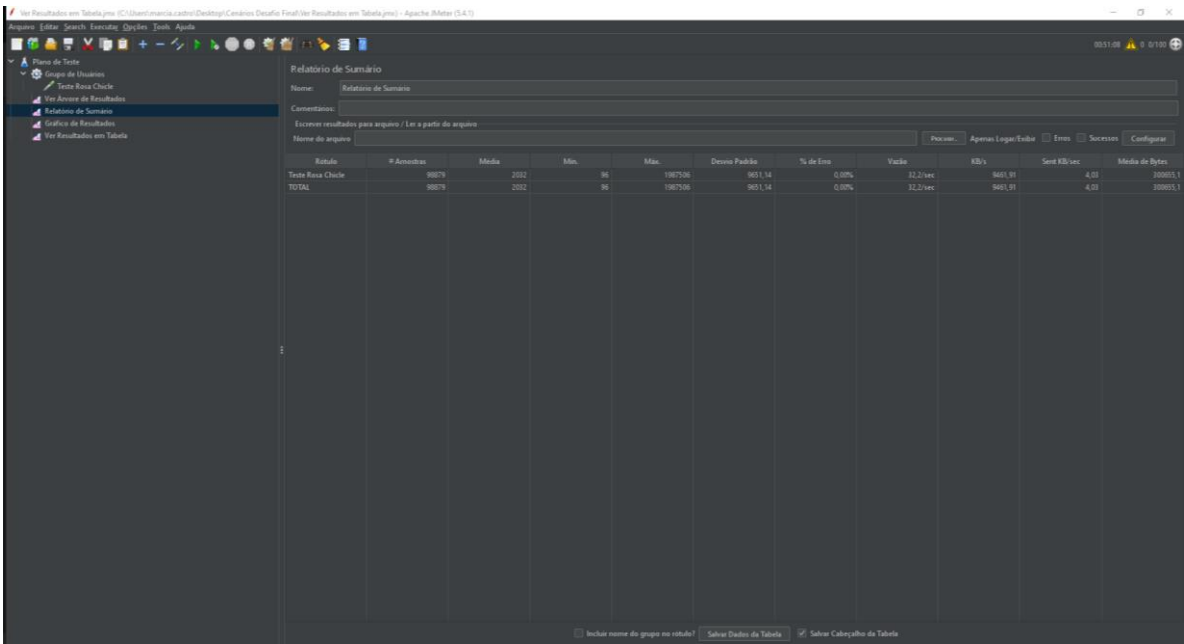 Ver Resultados em Tabela.jmx (C:\Users\marcia.castro\Desktop\Cenários Desafio Final\Ver Resultados em Tabela.jmx) - Apache JMeter (5.4.1)
Arquivo Editar Search Executar Opções Tools Ajuda
00:51:08 0 0/100
Plano de Teste
Grupo de Usuários
Teste Rosa Chicle
Ver Árvore de Resultados
Relatório de Sumário
Gráfico de Resultados
Ver Resultados em Tabela
Relatório de Sumário
Nome: Relatório de Sumário
Comentários:
Escrever resultados para arquivo / Ler a partir do arquivo
Nome do arquivo Procurar... Apenas Logar/Exibir Erros Sucessos Configurar
Rótulo # Amostras Média Mín. Máx. Desvio Padrão % de Erro Vazão KB/s Sent KB/sec Média de Bytes
Teste Rosa Chicle 98879 2032 96 1987506 9651,14 0,00% 32,2/sec 9461,91 4,03 300655,1
TOTAL 98879 2032 96 1987506 9651,14 0,00% 32,2/sec 9461,91 4,03 300655,1
Incluir nome do grupo no rótulo? Salvar Dados da Tabela Salvar Cabeçalho da Tabela